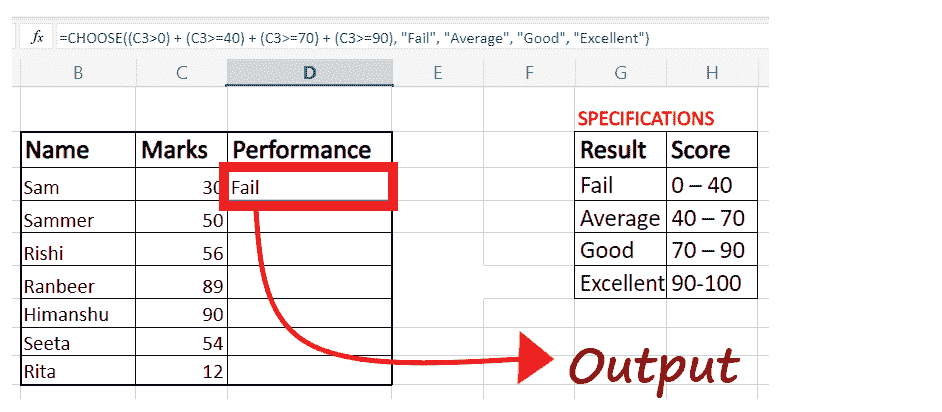 fx =CHOOSE((C3>0) + (C3>=40) + (C3>=70) + (C3>=90), "Fail", "Average", "Good", "Excellent")
B C D E F G H
SPECIFICATIONS
Name Marks Performance Result Score
Sam 30 Fail Fail 0 – 40
Sammer 50 Average 40 – 70
Rishi 56 Good 70 – 90
Ranbeer 89 Excellent 90-100
Himanshu 90
Seeta 54
Rita 12
Output